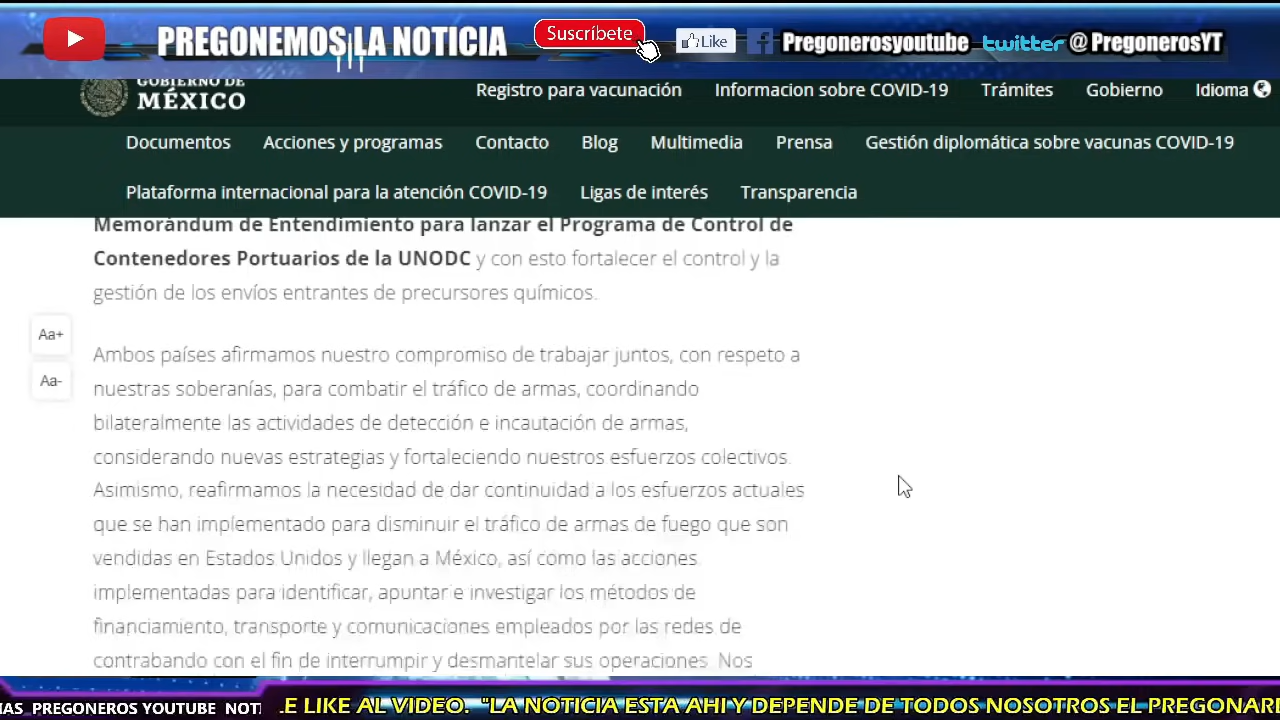 PREGONEMOS LA NOTICIA
Suscríbete
Like
Pregonerosyoutube
twitter @PregonerosYT
GOBIERNO DE
MÉXICO
Registro para vacunación Informacion sobre COVID-19 Trámites Gobierno Idioma
Documentos Acciones y programas Contacto Blog Multimedia Prensa Gestión diplomática sobre vacunas COVID-19
Plataforma internacional para la atención COVID-19 Ligas de interés Transparencia
Memorándum de Entendimiento para lanzar el Programa de Control de
Contenedores Portuarios de la UNODC y con esto fortalecer el control y la
gestión de los envíos entrantes de precursores químicos.
Aa+
Aa-
Ambos países afirmamos nuestro compromiso de trabajar juntos, con respeto a
nuestras soberanías, para combatir el tráfico de armas, coordinando
bilateralmente las actividades de detección e incautación de armas,
considerando nuevas estrategias y fortaleciendo nuestros esfuerzos colectivos.
Asimismo, reafirmamos la necesidad de dar continuidad a los esfuerzos actuales
que se han implementado para disminuir el tráfico de armas de fuego que son
vendidas en Estados Unidos y llegan a México, así como las acciones
implementadas para identificar, apuntar e investigar los métodos de
financiamiento, transporte y comunicaciones empleados por las redes de
contrabando con el fin de interrumpir y desmantelar sus operaciones. Nos
IAS_PREGONEROS YOUTUBE NOT
.E LIKE AL VIDEO. "LA NOTICIA ESTA AHI Y DEPENDE DE TODOS NOSOTROS EL PREGONAR